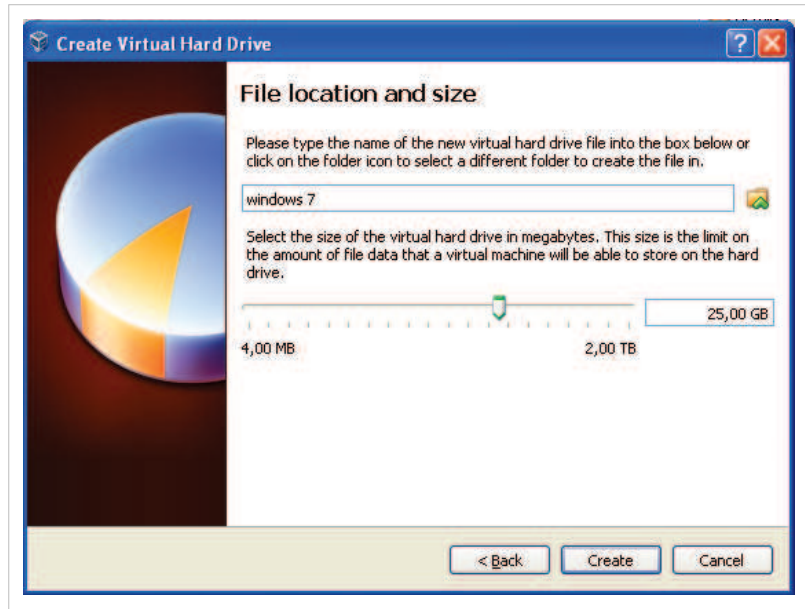 Create Virtual Hard Drive
File location and size
Please type the name of the new virtual hard drive file into the box below or
click on the folder icon to select a different folder to create the file in.
windows 7
Select the size of the virtual hard drive in megabytes. This size is the limit on
the amount of file data that a virtual machine will be able to store on the hard
drive.
25,00 GB
4,00 MB 2,00 TB
< Back Create Cancel